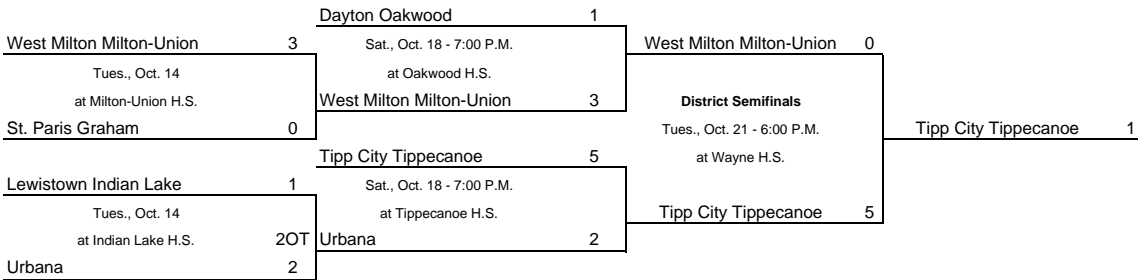 Dayton Oakwood 1
West Milton Milton-Union 3
Sat., Oct. 18 - 7:00 P.M.
West Milton Milton-Union 0
Tues., Oct. 14
at Oakwood H.S.
at Milton-Union H.S.
West Milton Milton-Union 3
District Semifinals
St. Paris Graham 0
Tues., Oct. 21 - 6:00 P.M.
Tipp City Tippecanoe 1
Tipp City Tippecanoe 5
at Wayne H.S.
Lewistown Indian Lake 1
Sat., Oct. 18 - 7:00 P.M.
Tues., Oct. 14
at Tippecanoe H.S.
Tipp City Tippecanoe 5
at Indian Lake H.S. 2OT
Urbana 2
Urbana 2